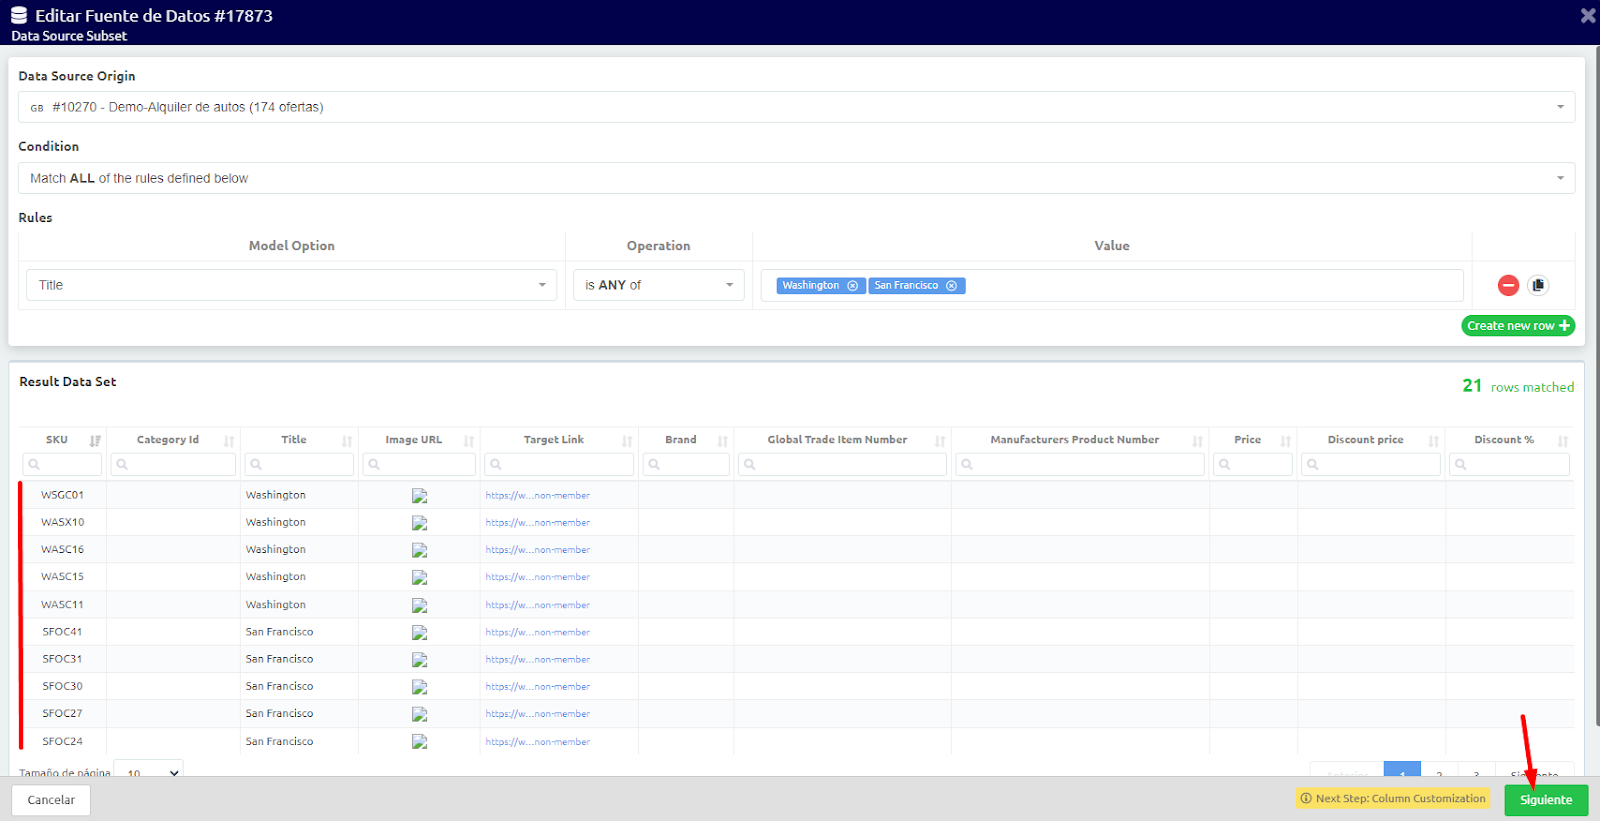 Editar Fuente de Datos #17873
Data Source Subset
Data Source Origin
GB #10270 - Demo-Alquiler de autos (174 ofertas)
Condition
Match ALL of the rules defined below
Rules
Model Option Operation Value
Title is ANY of Washington San Francisco
Create new row
Result Data Set
21 rows matched
SKU Category Id Title Image URL Target Link Brand Global Trade Item Number Manufacturers Product Number Price Discount price Discount %
WSGC01 Washington https://w...non-member
WASX10 Washington https://w...non-member
WASC16 Washington https://w...non-member
WASC15 Washington https://w...non-member
WASC11 Washington https://w...non-member
SFOC41 San Francisco https://w...non-member
SFOC31 San Francisco https://w...non-member
SFOC30 San Francisco https://w...non-member
SFOC27 San Francisco https://w...non-member
SFOC24 San Francisco https://w...non-member
Tamaño de página 10 Anterior 1 2 3 Siguiente
Cancelar Next Step: Column Customization Siguiente